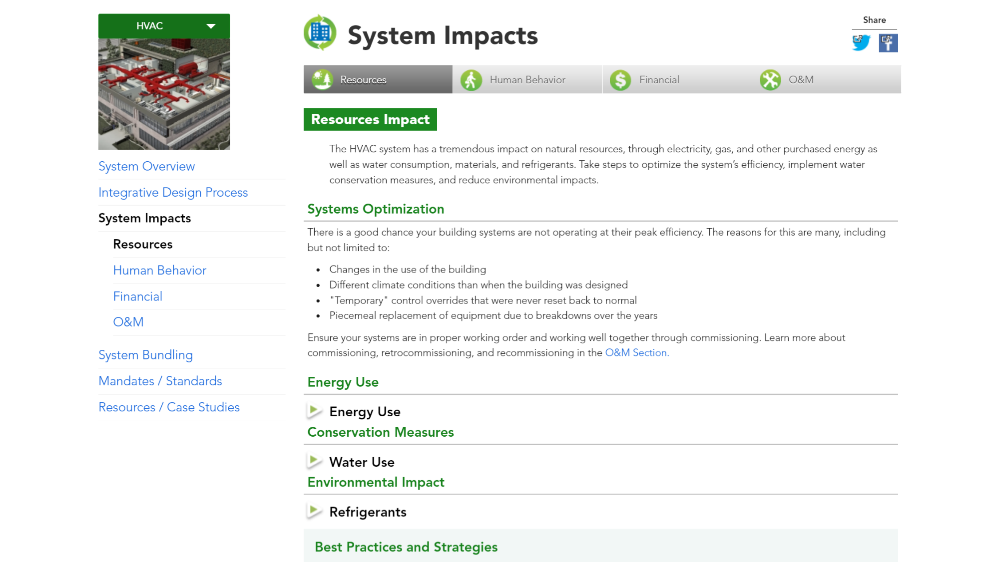 HVAC
System Overview
Integrative Design Process
System Impacts
Resources
Human Behavior
Financial
O&M
System Bundling
Mandates / Standards
Resources / Case Studies
System Impacts
Share
Resources
Human Behavior
Financial
O&M
Resources Impact
The HVAC system has a tremendous impact on natural resources, through electricity, gas, and other purchased energy as
well as water consumption, materials, and refrigerants. Take steps to optimize the system’s efficiency, implement water
conservation measures, and reduce environmental impacts.
Systems Optimization
There is a good chance your building systems are not operating at their peak efficiency. The reasons for this are many, including
but not limited to:
• Changes in the use of the building
• Different climate conditions than when the building was designed
• "Temporary" control overrides that were never reset back to normal
• Piecemeal replacement of equipment due to breakdowns over the years
Ensure your systems are in proper working order and working well together through commissioning. Learn more about
commissioning, retrocommissioning, and recommissioning in the O&M Section.
Energy Use
Energy Use
Conservation Measures
Water Use
Environmental Impact
Refrigerants
Best Practices and Strategies